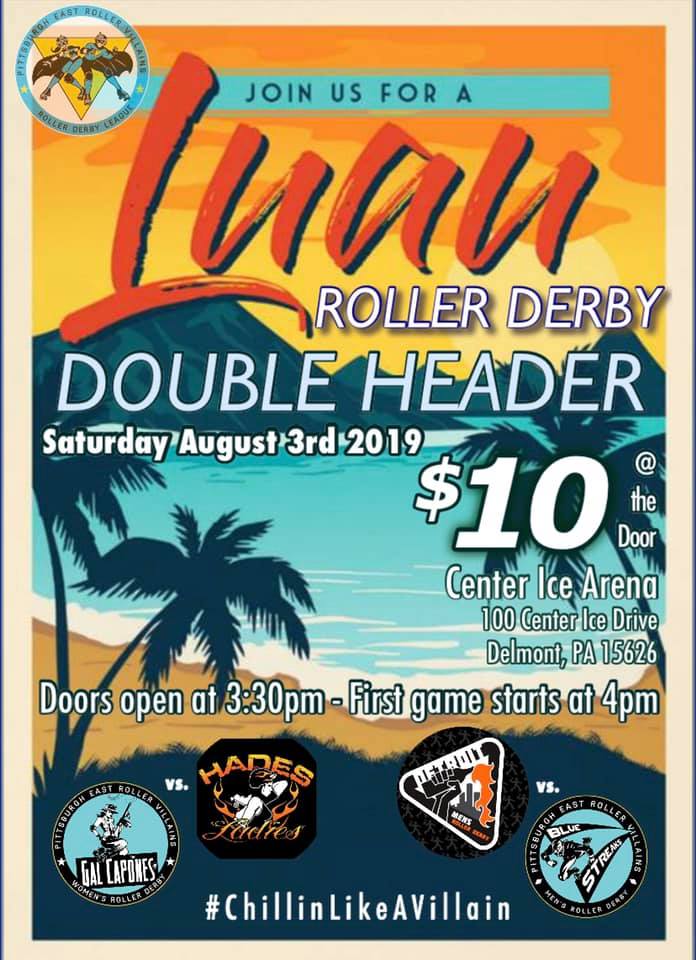 PITTSBURGH EAST ROLLER VILLAINS
ROLLER DERBY LEAGUE
JOIN US FOR A
Luau
ROLLER DERBY
DOUBLE HEADER
Saturday August 3rd 2019
$10 @ the Door
Center Ice Arena
100 Center Ice Drive
Delmont, PA 15626
Doors open at 3:30pm - First game starts at 4pm
PITTSBURGH EAST ROLLER VILLAINS
GAL CAPONES
WOMEN'S ROLLER DERBY
vs.
HADES
Ladies
DETROIT
MENS
ROLLER DERBY
vs.
PITTSBURGH EAST ROLLER VILLAINS
BLUE
STREAKS
MEN'S ROLLER DERBY
#ChillinLikeAVillain